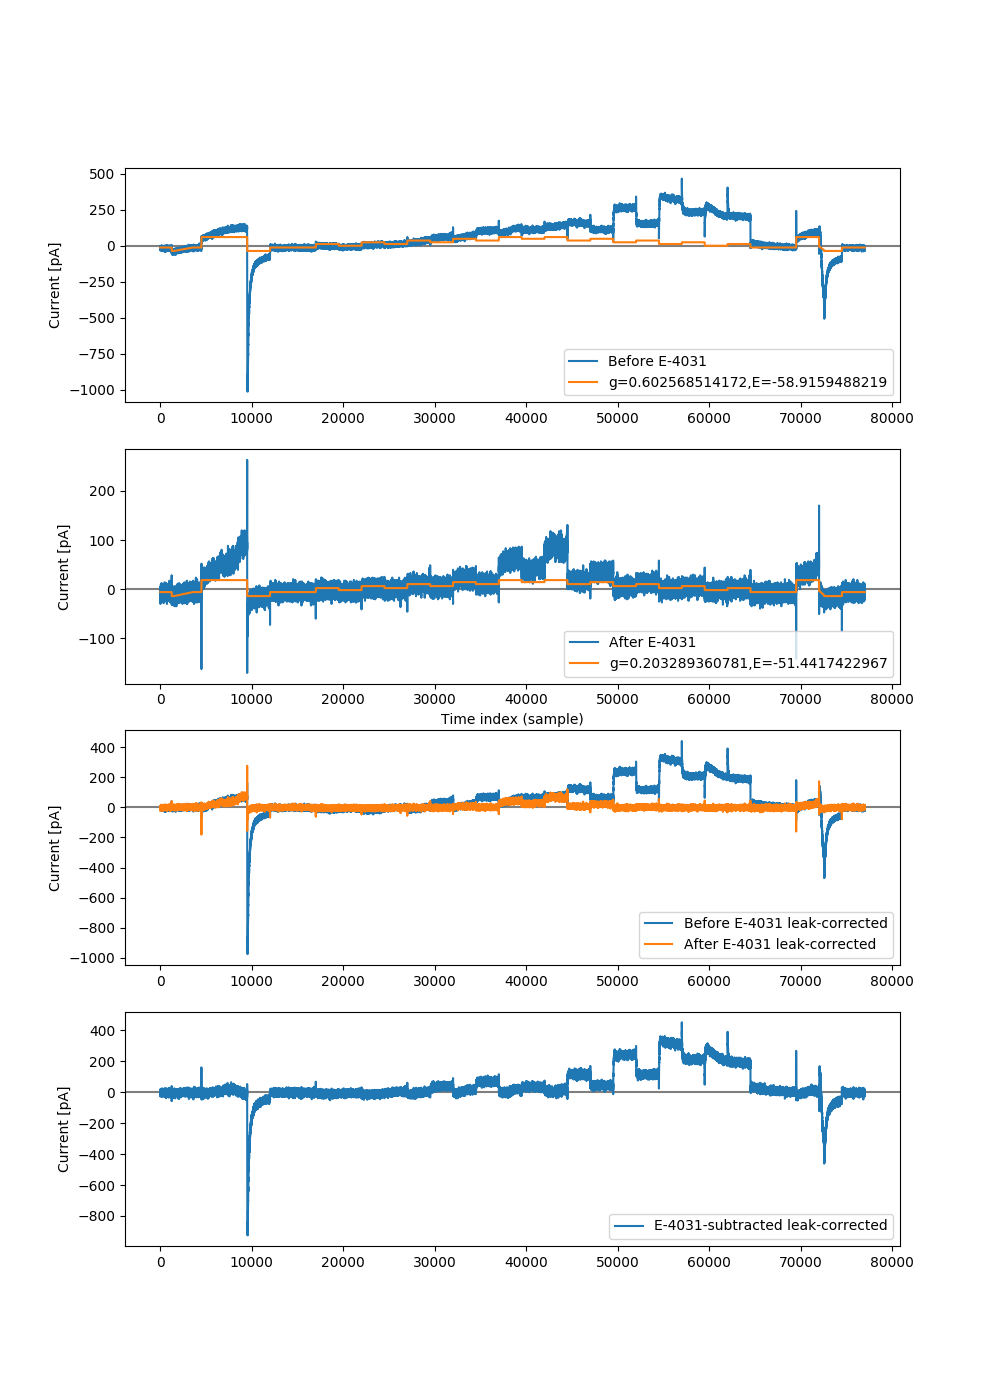 500
250
0
−250
−500
−750
−1000
Current [pA]
Before E-4031
g=0.602568514172,E=-58.9159488219
0 10000 20000 30000 40000 50000 60000 70000 80000
200
100
0
−100
Current [pA]
After E-4031
g=0.203289360781,E=-51.4417422967
0 10000 20000 30000 40000 50000 60000 70000 80000
Time index (sample)
400
200
0
−200
−400
−600
−800
−1000
Current [pA]
Before E-4031 leak-corrected
After E-4031 leak-corrected
0 10000 20000 30000 40000 50000 60000 70000 80000
400
200
0
−200
−400
−600
−800
Current [pA]
E-4031-subtracted leak-corrected
0 10000 20000 30000 40000 50000 60000 70000 80000